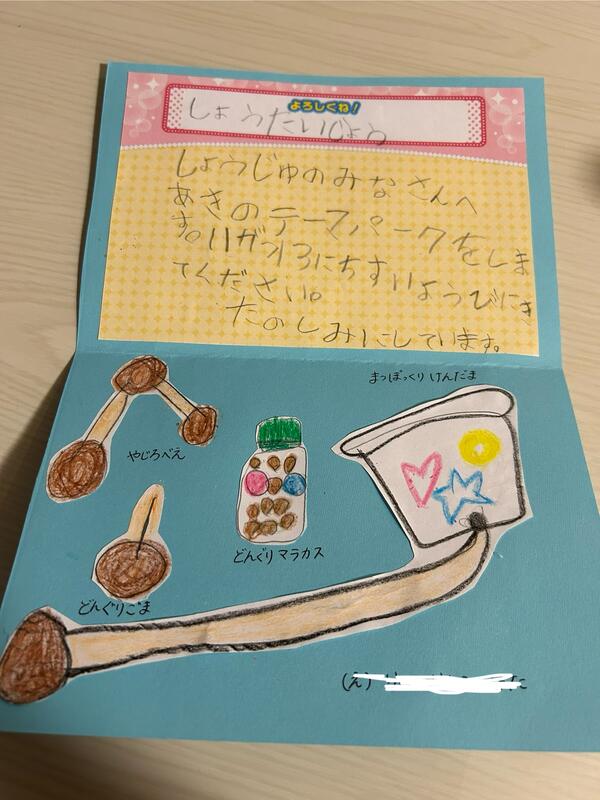 よろしくね!
しょうたいじょう
しょうじゅのみなさんへ
あきのテーマパークをしま
す。11がつ13にちすいようびにき
てください。
たのしみにしています。
まつぼっくりけんだま
やじろべえ
どんぐりマラカス
どんぐりごま
(え)